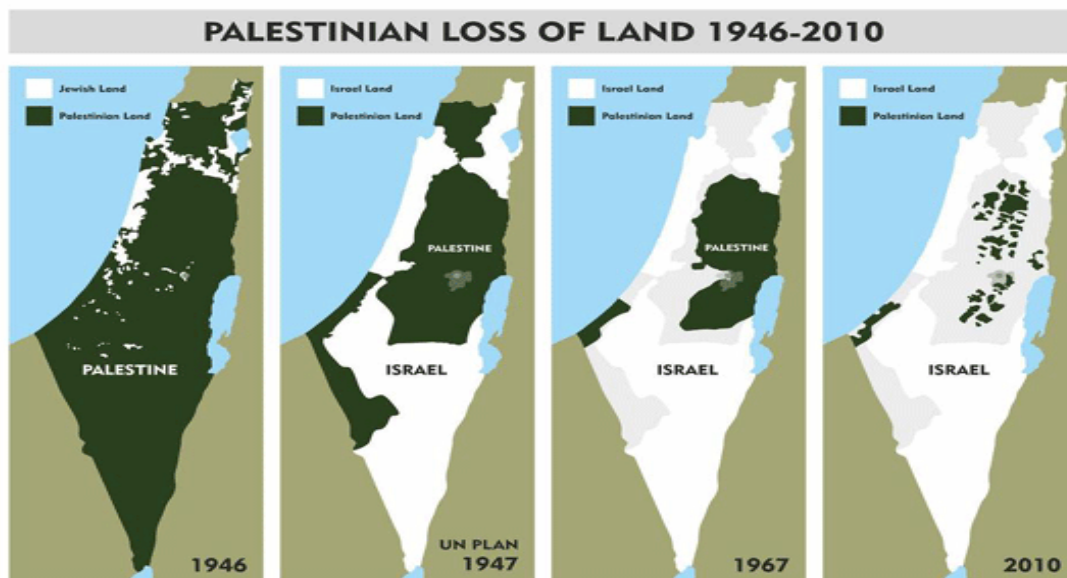 PALESTINIAN LOSS OF LAND 1946-2010
Jewish Land
Palestinian Land
PALESTINE
1946
Israel Land
Palestinian Land
PALESTINE
ISRAEL
UN PLAN
1947
Israel Land
Palestinian Land
PALESTINE
ISRAEL
1967
Israel Land
Palestinian Land
ISRAEL
2010